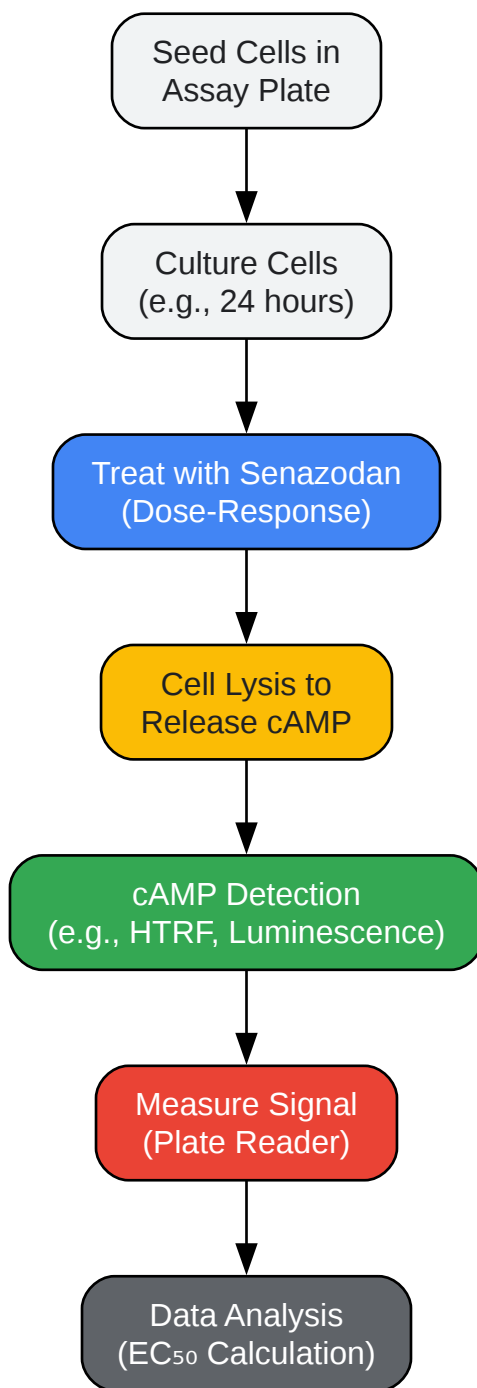 Seed Cells in
Assay Plate
Culture Cells
(e.g., 24 hours)
Treat with Senazodan
(Dose-Response)
Cell Lysis to
Release cAMP
cAMP Detection
(e.g., HTRF, Luminescence)
Measure Signal
(Plate Reader)
Data Analysis
(EC₅₀ Calculation)